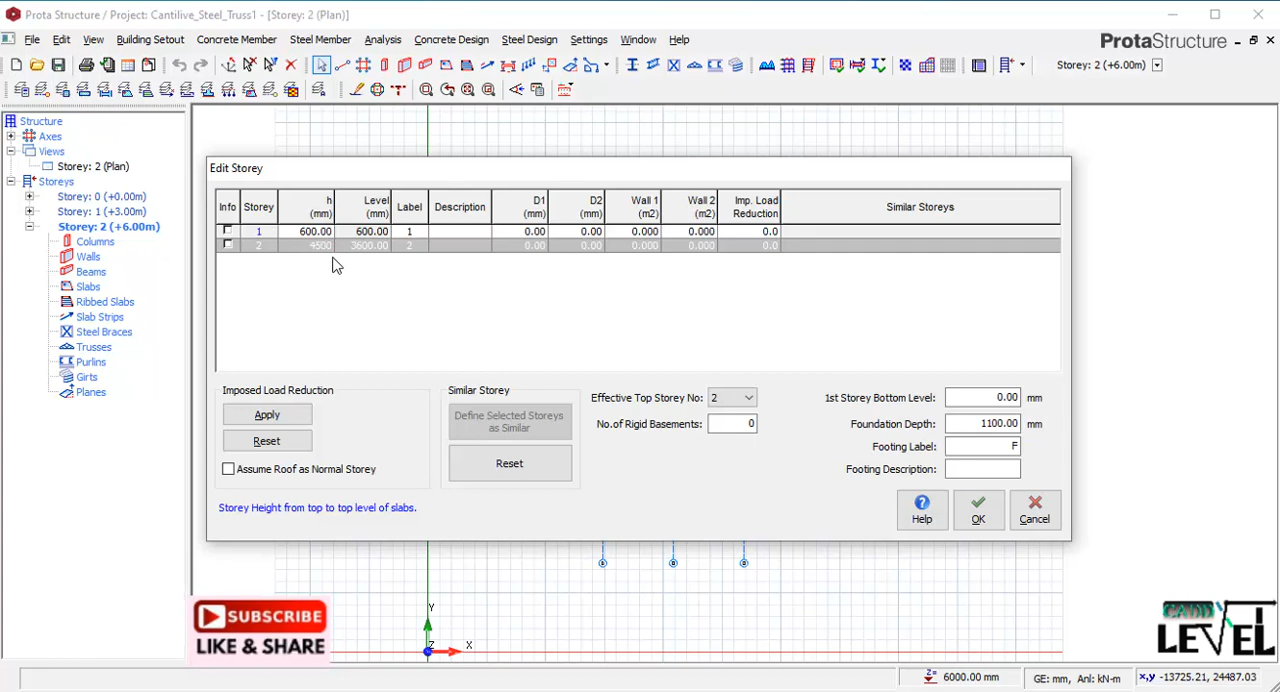 Prota Structure / Project: Cantilive_Steel_Truss1 - [Storey: 2 (Plan)]
File Edit View Building Setout Concrete Member Steel Member Analysis Concrete Design Steel Design Settings Window Help
ProtaStructure
Storey: 2 (+6.00m)
Structure
Axes
Views
Storey: 2 (Plan)
Storeys
Storey: 0 (+0.00m)
Storey: 1 (+3.00m)
Storey: 2 (+6.00m)
Columns
Walls
Beams
Slabs
Ribbed Slabs
Slab Strips
Steel Braces
Trusses
Purlins
Girts
Planes
Edit Storey
Info Storey h (mm) Level (mm) Label Description D1 (mm) D2 (mm) Wall 1 (m2) Wall 2 (m2) Imp. Load Reduction Similar Storeys
1 600.00 600.00 1 0.00 0.00 0.000 0.000 0.0
2 4500 3600.00 2 0.00 0.00 0.000 0.000 0.0
Imposed Load Reduction
Apply
Reset
Assume Roof as Normal Storey
Similar Storey
Define Selected Storeys as Similar
Reset
Effective Top Storey No: 2
No.of Rigid Basements: 0
1st Storey Bottom Level: 0.00 mm
Foundation Depth: 1100.00 mm
Footing Label: F
Footing Description:
Storey Height from top to top level of slabs.
Help OK Cancel
Y
Z X
SUBSCRIBE
LIKE & SHARE
CADD
LEVEL
Z= 6000.00 mm GE: mm, Anl: kN-m x,y -13725.21, 24487.03